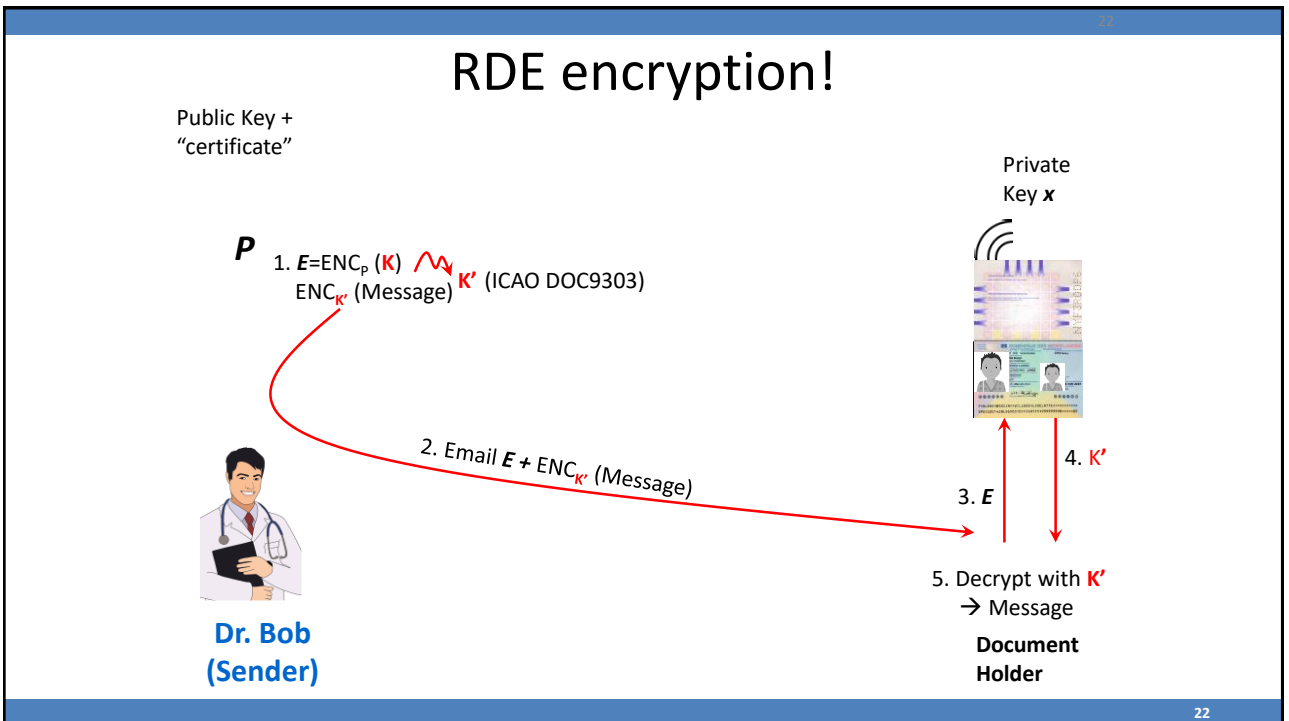 22
RDE encryption!
Public Key +
“certificate”
Private
Key x
P
1. E=ENCP (K)
K’ (ICAO DOC9303)
ENCK’ (Message)
2. Email E + ENCK’ (Message)
3. E
4. K’
5. Decrypt with K’
→ Message
Dr. Bob
(Sender)
Document
Holder
22